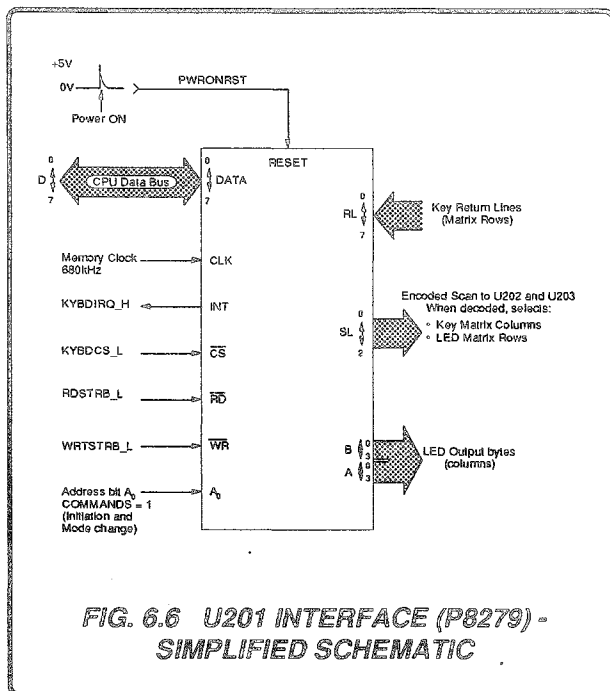 +5V
0V
PWRONRST
Power ON
RESET
0
D
7
CPU Data Bus
0
DATA
7
0
RL
7
Key Return Lines
(Matrix Rows)
Memory Clock
680kHz
CLK
KYBDIRQ_H
INT
Encoded Scan to U202 and U203
When decoded, selects:
• Key Matrix Columns
• LED Matrix Rows
0
SL
2
KYBDCS_L
CS
RDSTRB_L
RD
WRTSTRB_L
WR
B 0
3
A 0
3
LED Output bytes
(columns)
Address bit A0
COMMANDS = 1
(Initiation and
Mode change)
A0
FIG. 6.6 U201 INTERFACE (P8279) -
SIMPLIFIED SCHEMATIC